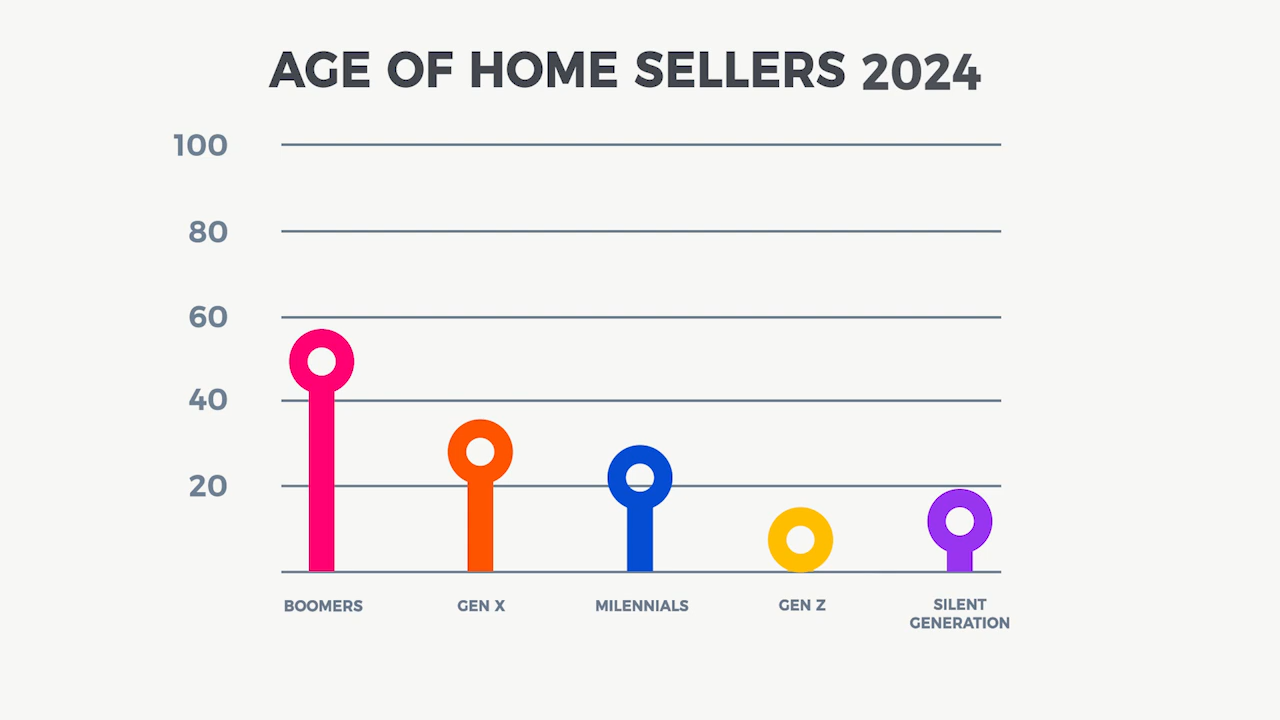 AGE OF HOME SELLERS 2024
100
80
60
40
20
BOOMERS
GEN X
MILENNIALS
GEN Z
SILENT
GENERATION